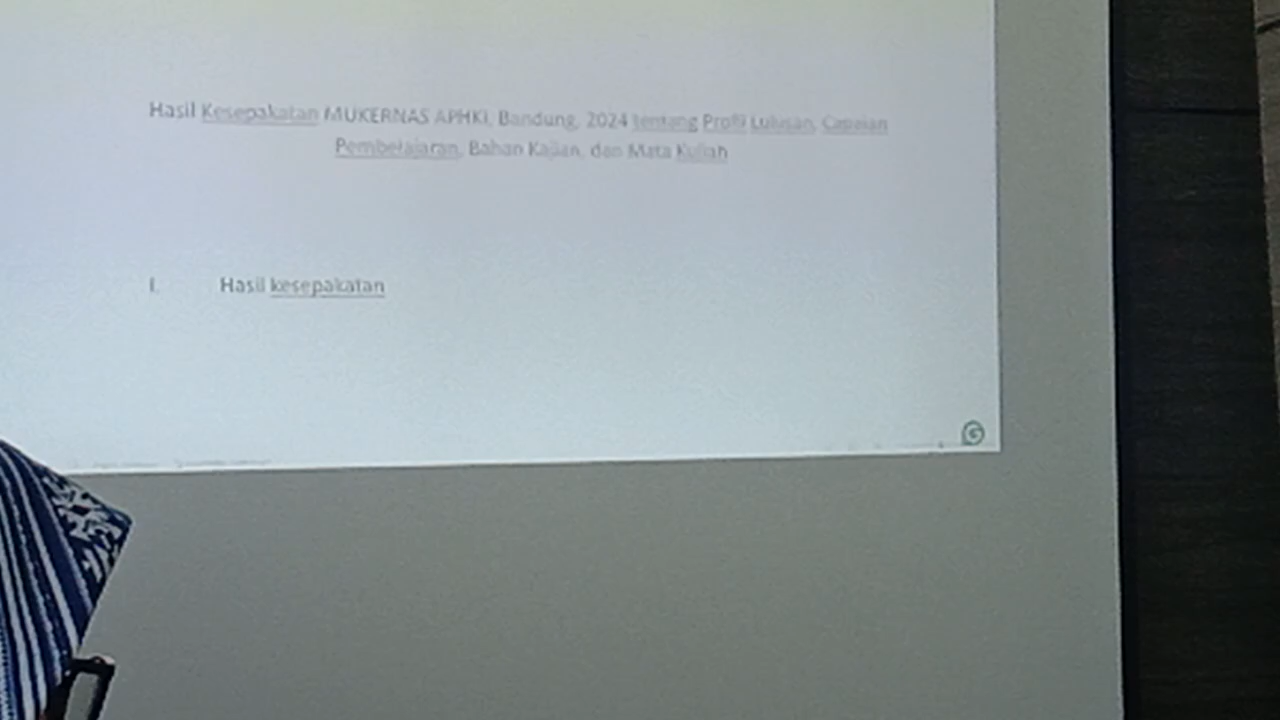 Hasil Kesepakatan MUKERNAS APHKI, Bandung, 2024 tentang Profil Lulusan, Capaian
Pembelajaran, Bahan Kajian, dan Mata Kuliah
I. Hasil kesepakatan